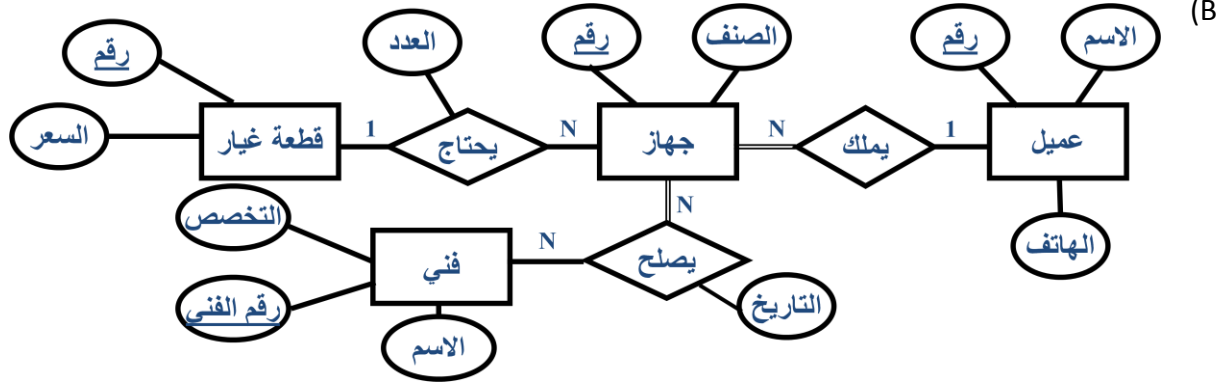 (B
الاسم
رقم
الصنف
رقم
العدد
رقم
عميل
1
يملك
N
جهاز
N
يحتاج
1
قطعة غيار
السعر
الهاتف
N
يصلح
N
فني
التخصص
التاريخ
رقم الفني
الاسم